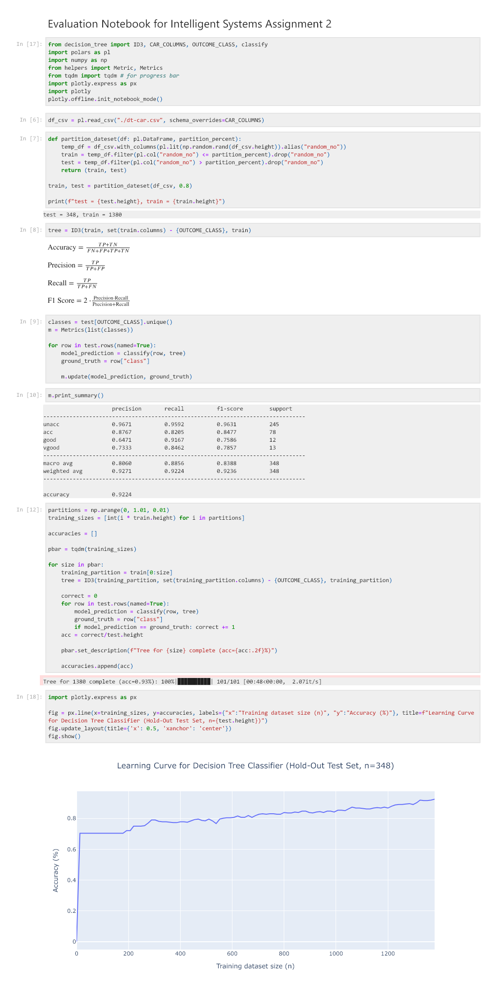 Evaluation Notebook for Intelligent Systems Assignment 2
In [17]:
from decision_tree import ID3, CAR_COLUMNS, OUTCOME_CLASS, classify
import polars as pl
import numpy as np
from helpers import Metric, Metrics
from tqdm import tqdm # for progress bar
import plotly.express as px
import plotly
plotly.offline.init_notebook_mode()
In [6]:
df_csv = pl.read_csv("./dt-car.csv", schema_overrides=CAR_COLUMNS)
In [7]:
def partition_dateset(df: pl.DataFrame, partition_percent):
    temp_df = df_csv.with_columns(pl.lit(np.random.rand(df_csv.height)).alias("random_no"))
    train = temp_df.filter(pl.col("random_no") <= partition_percent).drop("random_no")
    test = temp_df.filter(pl.col("random_no") > partition_percent).drop("random_no")
    return (train, test)
train, test = partition_dateset(df_csv, 0.8)
print(f"test = {test.height}, train = {train.height}")
test = 348, train = 1380
In [8]:
tree = ID3(train, set(train.columns) - {OUTCOME_CLASS}, train)
Accuracy = TP+TN / FN+FP+TP+TN
Precision = TP / TP+FP
Recall = TP / TP+FN
F1 Score = 2 · Precision·Recall / Precision+Recall
In [9]:
classes = test[OUTCOME_CLASS].unique()
m = Metrics(list(classes))
for row in test.rows(named=True):
    model_prediction = classify(row, tree)
    ground_truth = row["class"]
    m.update(model_prediction, ground_truth)
In [10]:
m.print_summary()
precision recall f1-score support
--------------------------------------------------------------------------------
unacc 0.9671 0.9592 0.9631 245
acc 0.8767 0.8205 0.8477 78
good 0.6471 0.9167 0.7586 12
vgood 0.7333 0.8462 0.7857 13
--------------------------------------------------------------------------------
macro avg 0.8060 0.8856 0.8388 348
weighted avg 0.9271 0.9224 0.9236 348
--------------------------------------------------------------------------------
accuracy 0.9224
In [12]:
partitions = np.arange(0, 1.01, 0.01)
training_sizes = [int(i * train.height) for i in partitions]
accuracies = []
pbar = tqdm(training_sizes)
for size in pbar:
    training_partition = train[0:size]
    tree = ID3(training_partition, set(training_partition.columns) - {OUTCOME_CLASS}, training_partition)
    correct = 0
    for row in test.rows(named=True):
        model_prediction = classify(row, tree)
        ground_truth = row["class"]
        if model_prediction == ground_truth: correct += 1
    acc = correct/test.height
    pbar.set_description(f"Tree for {size} complete (acc={acc:.2f}%)")
    accuracies.append(acc)
Tree for 1380 complete (acc=0.93%): 100%|██████████| 101/101 [00:48<00:00,  2.07it/s]
In [18]:
import plotly.express as px
fig = px.line(x=training_sizes, y=accuracies, labels={"x":"Training dataset size (n)", "y":"Accuracy (%)"}, title=f"Learning Curve
for Decision Tree Classifier (Hold-Out Test Set, n={test.height})")
fig.update_layout(title={'x': 0.5, 'xanchor': 'center'})
fig.show()
Learning Curve for Decision Tree Classifier (Hold-Out Test Set, n=348)
Accuracy (%)
0.8
0.6
0.4
0.2
0
0 200 400 600 800 1000 1200
Training dataset size (n)